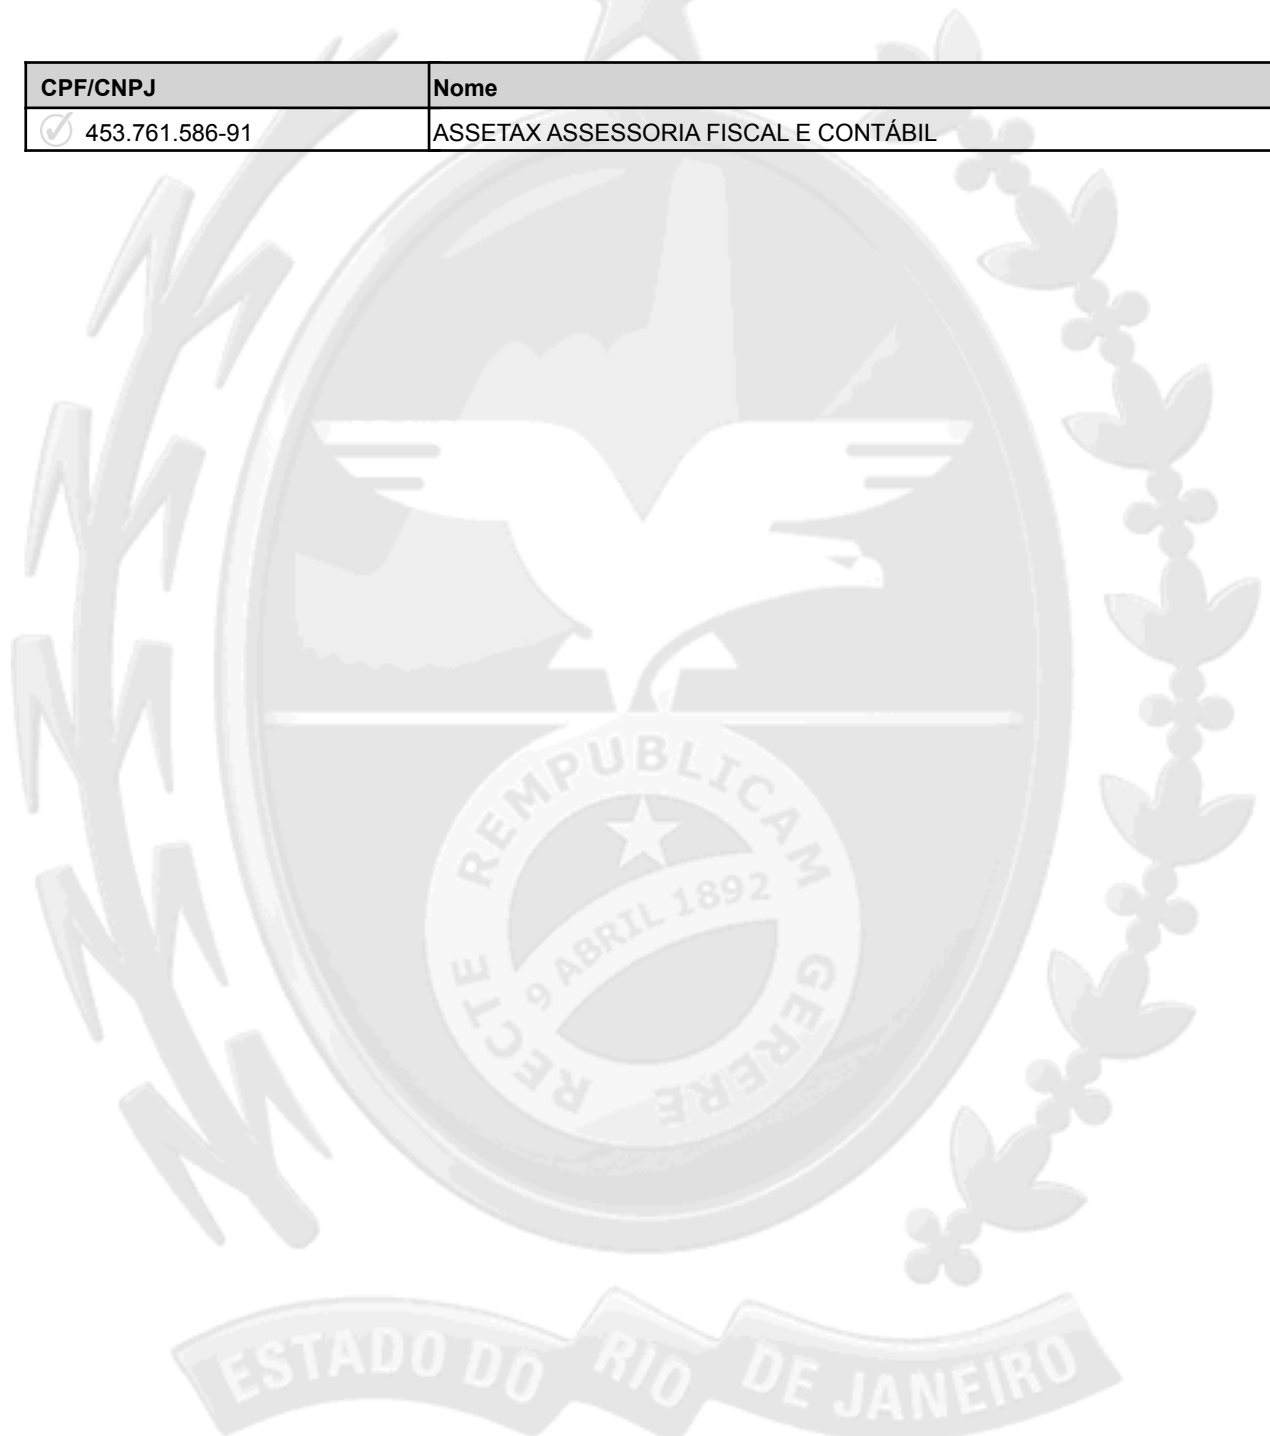 CPF/CNPJ Nome
453.761.586-91 ASSETAX ASSESSORIA FISCAL E CONTÁBIL
REMPUBLICAM
9 ABRIL 1892
RECTE GERERE
ESTADO DO RIO DE JANEIRO